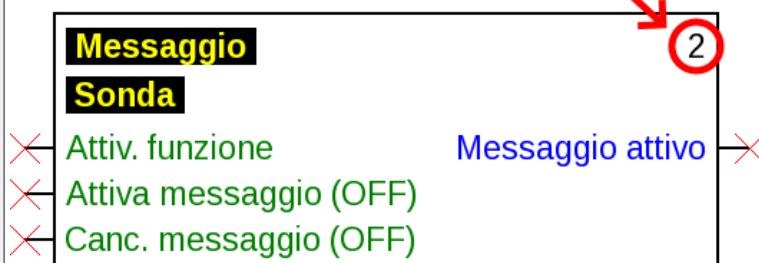 Messaggio
2
Sonda
Attiv. funzione
Messaggio attivo
Attiva messaggio (OFF)
Canc. messaggio (OFF)